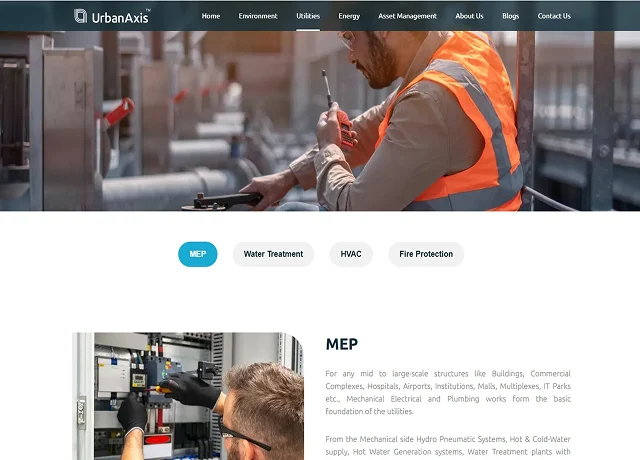 UrbanAxis™
Home Environment Utilities Energy Asset Management About Us Blogs Contact Us
MEP Water Treatment HVAC Fire Protection
MEP
For any mid to large-scale structures like Buildings, Commercial
Complexes, Hospitals, Airports, Institutions, Malls, Multiplexes, IT Parks
etc., Mechanical Electrical and Plumbing works form the basic
foundation of the utilities.
From the Mechanical side Hydro Pneumatic Systems, Hot & Cold-Water
supply, Hot Water Generation systems, Water Treatment plants with